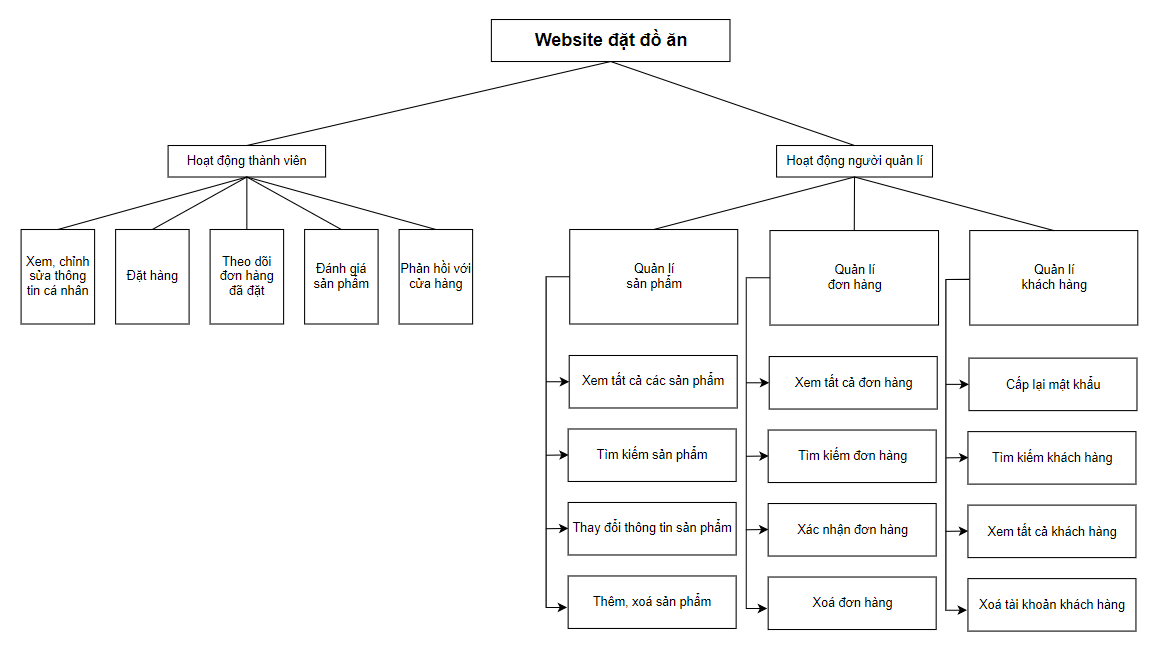 Website đặt đồ ăn
Hoạt động thành viên
Hoạt động người quản lí
Xem, chỉnh
sửa thông
tin cá nhân
Đặt hàng
Theo dõi
đơn hàng
đã đặt
Đánh giá
sản phẩm
Phản hồi với
cửa hàng
Quản lí
sản phẩm
Quản lí
đơn hàng
Quản lí
khách hàng
Xem tất cả các sản phẩm
Xem tất cả đơn hàng
Cấp lại mật khẩu
Tìm kiếm sản phẩm
Tìm kiếm đơn hàng
Tìm kiếm khách hàng
Thay đổi thông tin sản phẩm
Xác nhận đơn hàng
Xem tất cả khách hàng
Thêm, xoá sản phẩm
Xoá đơn hàng
Xoá tài khoản khách hàng